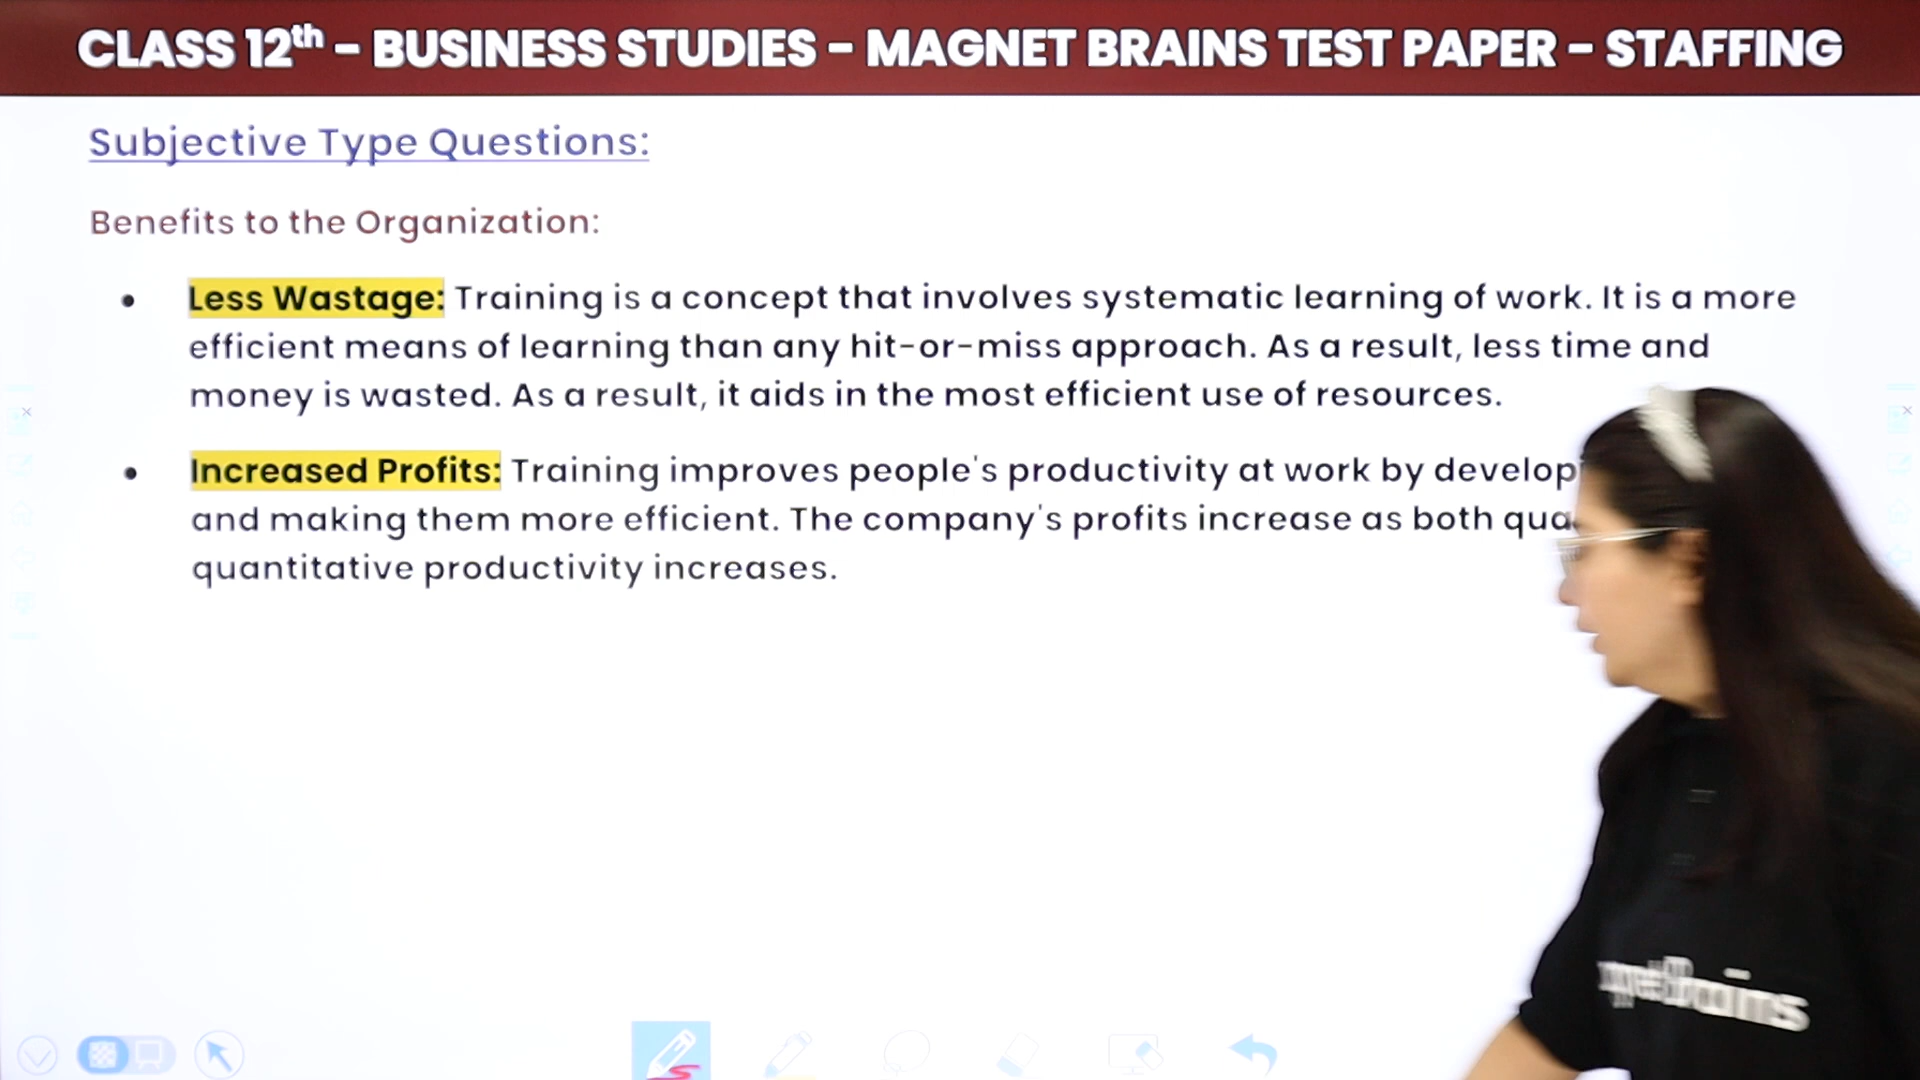 CLASS 12th – BUSINESS STUDIES – MAGNET BRAINS TEST PAPER – STAFFING
Subjective Type Questions:
Benefits to the Organization:
• Less Wastage: Training is a concept that involves systematic learning of work. It is a more
efficient means of learning than any hit-or-miss approach. As a result, less time and
money is wasted. As a result, it aids in the most efficient use of resources.
• Increased Profits: Training improves people's productivity at work by
and making them more efficient. The company's profits increase as both
quantitative productivity increases.